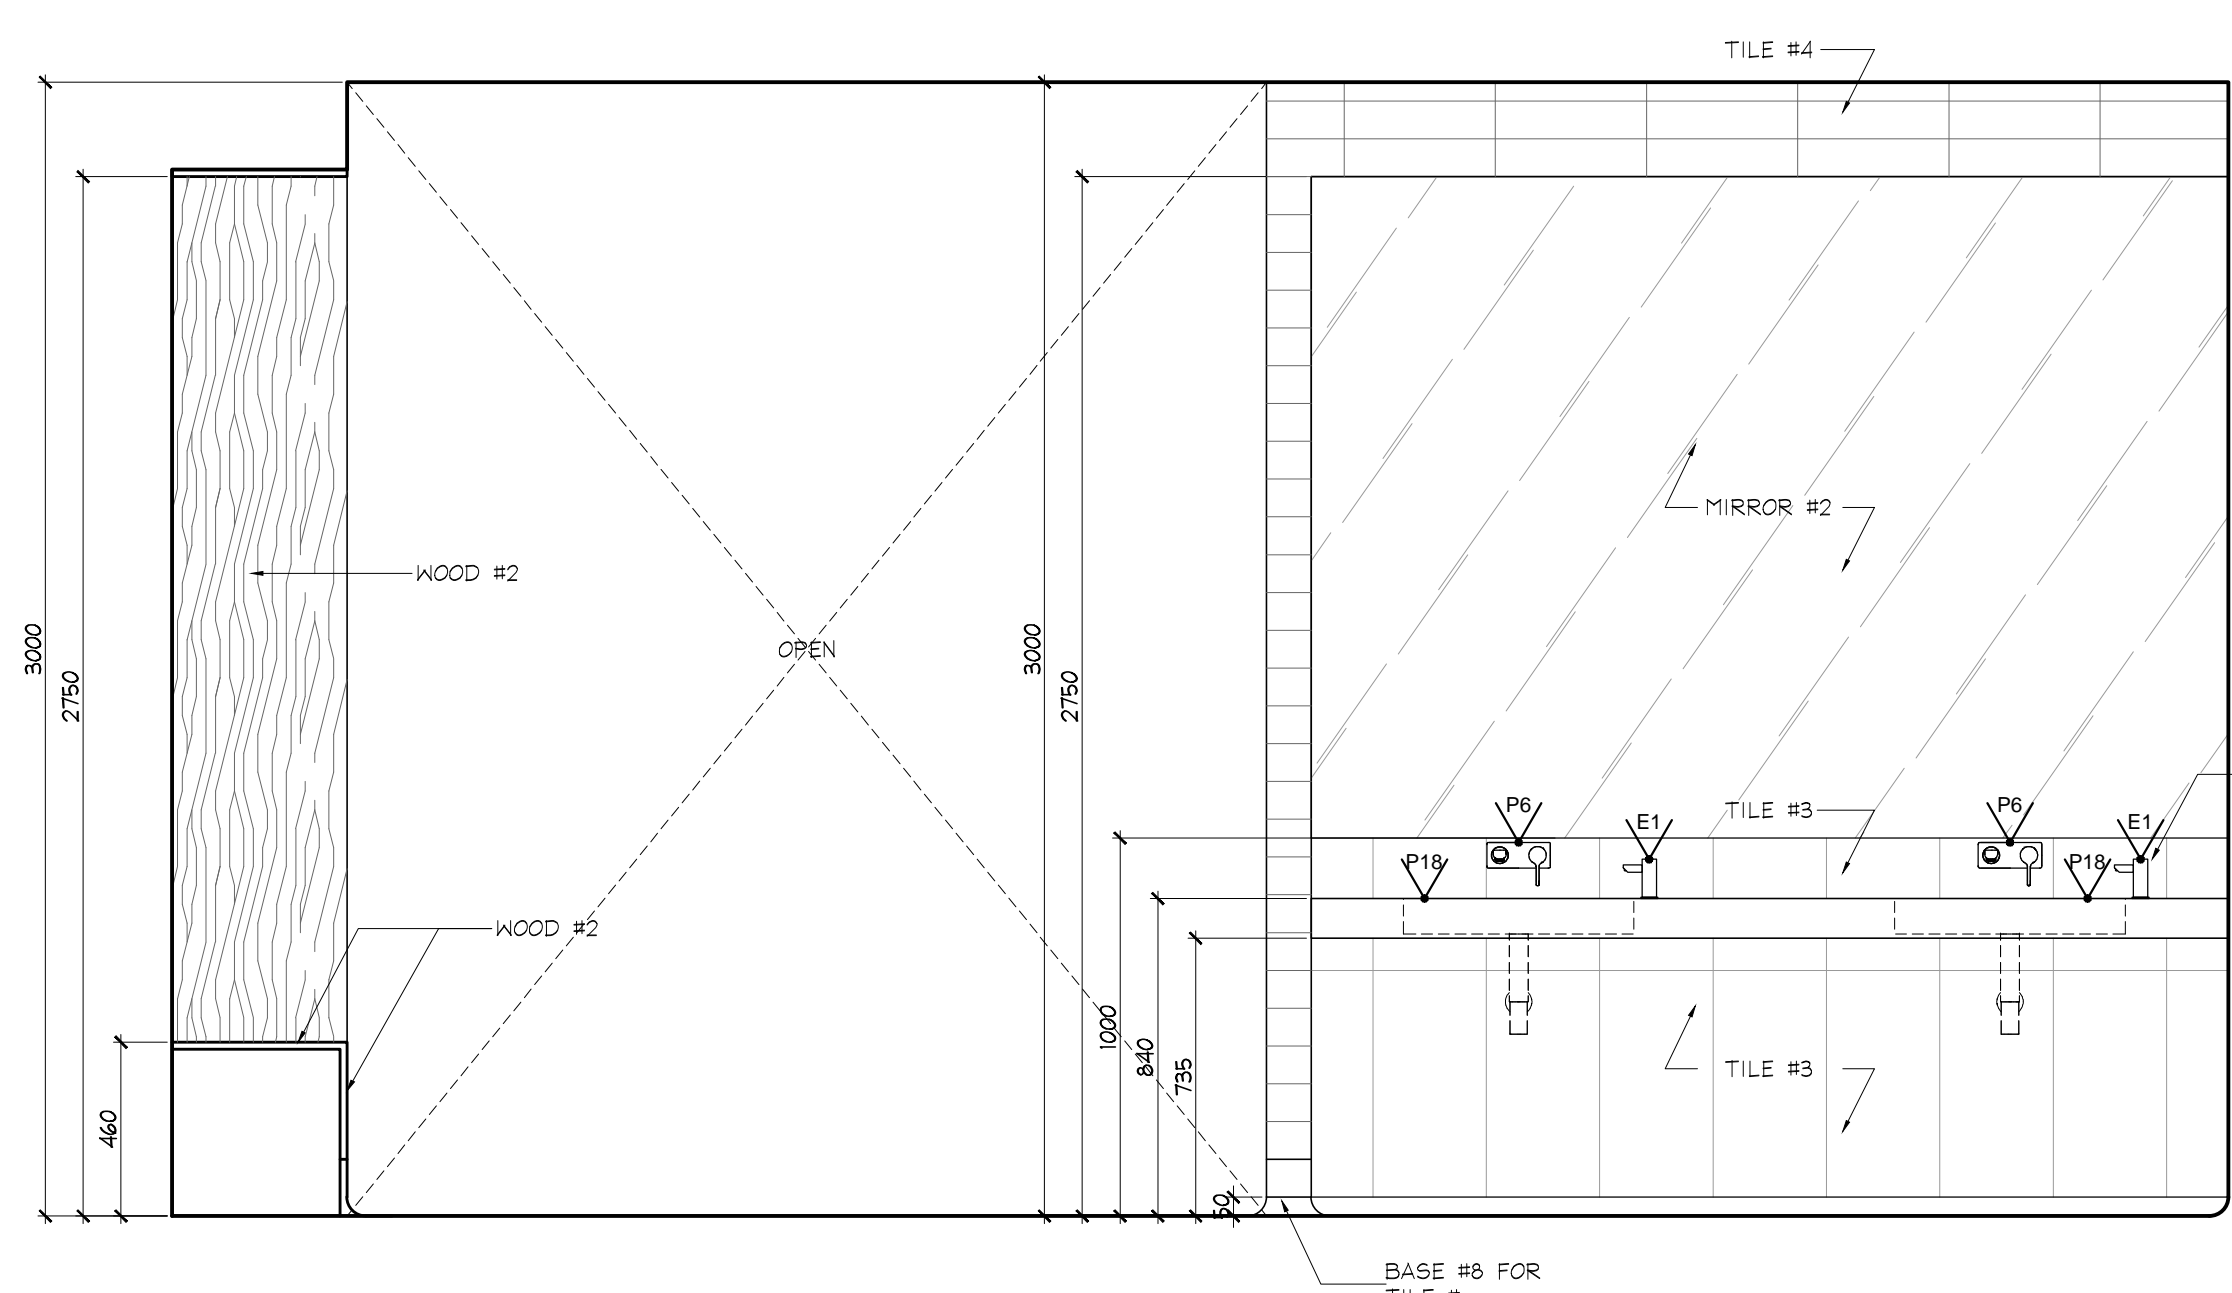 TILE #4
MIRROR #2
WOOD #2
3000
2750
OPEN
3000
2750
P6
E1
TILE #3
P6
E1
P18
P18
WOOD #2
460
1000
840
735
TILE #3
50
BASE #8 FOR